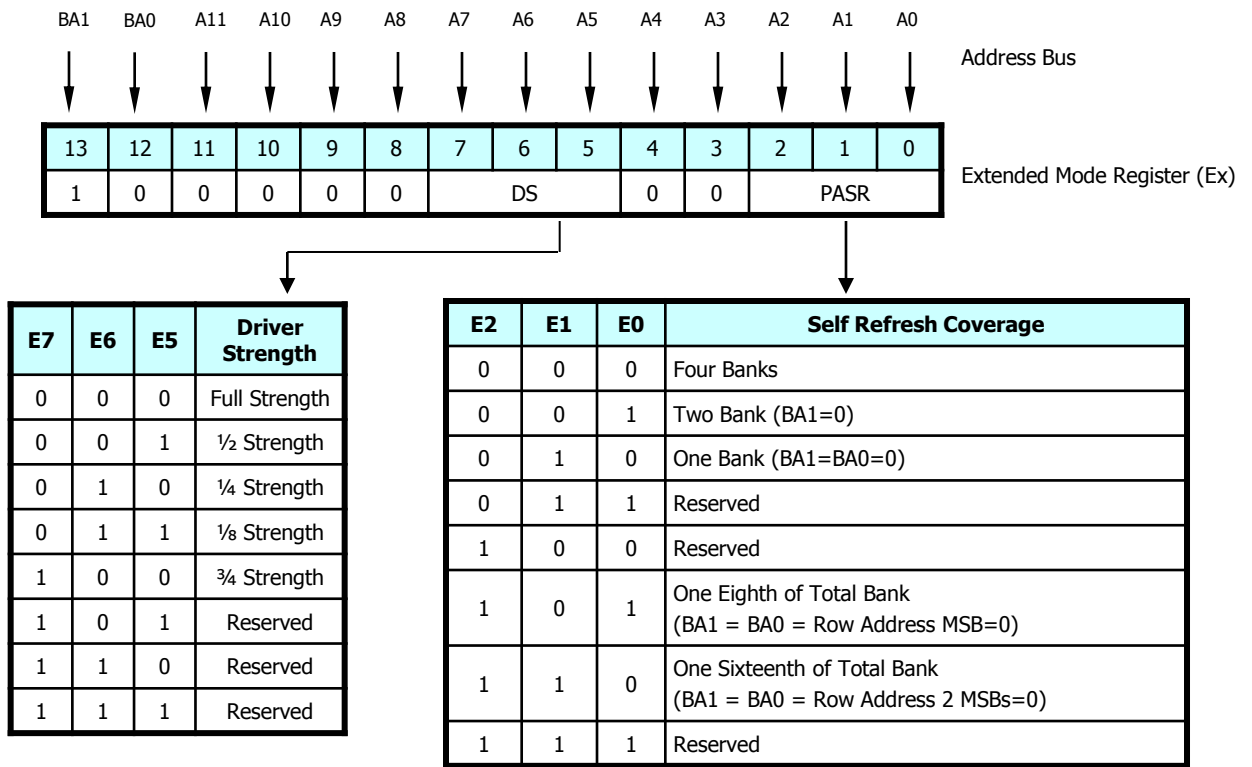 BA1 BA0 A11 A10 A9 A8 A7 A6 A5 A4 A3 A2 A1 A0
Address Bus
13 12 11 10 9 8 7 6 5 4 3 2 1 0
1 0 0 0 0 0 DS 0 0 PASR
Extended Mode Register (Ex)
E7 E6 E5 Driver
Strength
0 0 0 Full Strength
0 0 1 ½ Strength
0 1 0 ¼ Strength
0 1 1 ⅛ Strength
1 0 0 ¾ Strength
1 0 1 Reserved
1 1 0 Reserved
1 1 1 Reserved
E2 E1 E0 Self Refresh Coverage
0 0 0 Four Banks
0 0 1 Two Bank (BA1=0)
0 1 0 One Bank (BA1=BA0=0)
0 1 1 Reserved
1 0 0 Reserved
1 0 1 One Eighth of Total Bank
(BA1 = BA0 = Row Address MSB=0)
1 1 0 One Sixteenth of Total Bank
(BA1 = BA0 = Row Address 2 MSBs=0)
1 1 1 Reserved